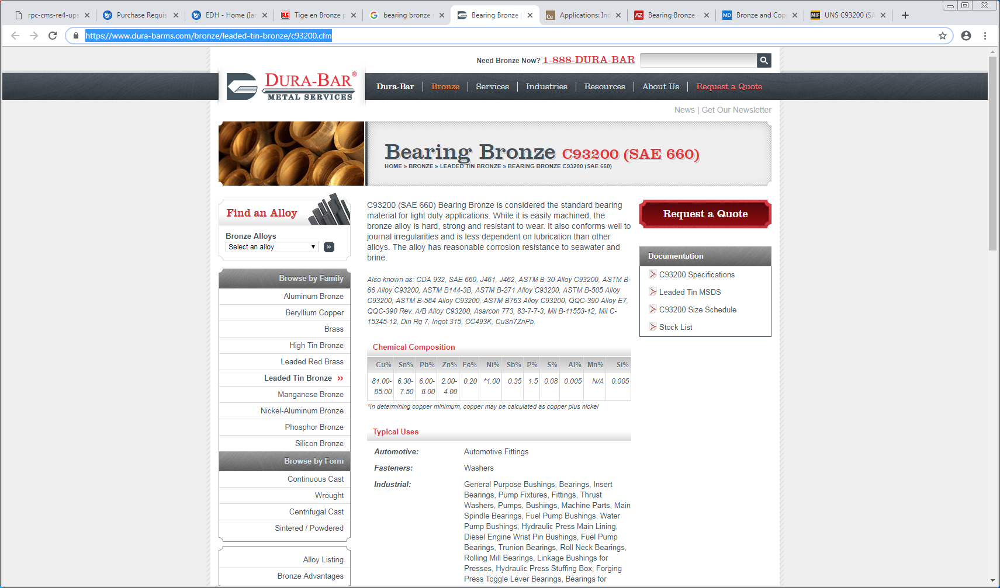 rpc-cms-re4-ups
Purchase Requis
EDH - Home (Ian
Tige en Bronze p
bearing bronze
Bearing Bronze |
Applications: Ind
Bearing Bronze -
Bronze and Cop
UNS C93200 (SA
https://www.dura-barms.com/bronze/leaded-tin-bronze/c93200.cfm
Need Bronze Now? 1-888-DURA-BAR
DURA-BAR®
METAL SERVICES
Dura-Bar | Bronze | Services | Industries | Resources | About Us | Request a Quote
News | Get Our Newsletter
Bearing Bronze C93200 (SAE 660)
HOME » BRONZE » LEADED TIN BRONZE » BEARING BRONZE C93200 (SAE 660)
Find an Alloy
Bronze Alloys
Select an alloy
»
Browse by Family
Aluminum Bronze
Beryllium Copper
Brass
High Tin Bronze
Leaded Red Brass
Leaded Tin Bronze »
Manganese Bronze
Nickel-Aluminum Bronze
Phosphor Bronze
Silicon Bronze
Browse by Form
Continuous Cast
Wrought
Centrifugal Cast
Sintered / Powdered
Alloy Listing
Bronze Advantages
C93200 (SAE 660) Bearing Bronze is considered the standard bearing
material for light duty applications. While it is easily machined, the
bronze alloy is hard, strong and resistant to wear. It also conforms well to
journal irregularities and is less dependent on lubrication than other
alloys. The alloy has reasonable corrosion resistance to seawater and
brine.
Also known as: CDA 932, SAE 660, J461, J462, ASTM B-30 Alloy C93200, ASTM B-
66 Alloy C93200, ASTM B144-3B, ASTM B-271 Alloy C93200, ASTM B-505 Alloy
C93200, ASTM B-584 Alloy C93200, ASTM B763 Alloy C93200, QQC-390 Alloy E7,
QQC-390 Rev. A/B Alloy C93200, Asarcon 773, 83-7-7-3, Mil B-11553-12, Mil C-
15345-12, Din Rg 7, Ingot 315, CC493K, CuSn7ZnPb.
Chemical Composition
Cu% Sn% Pb% Zn% Fe% Ni% Sb% P% S% Al% Mn% Si%
81.00- 6.30- 6.00- 2.00- 0.20 *1.00 0.35 1.5 0.08 0.005 N/A 0.005
85.00 7.50 8.00 4.00
*In determining copper minimum, copper may be calculated as copper plus nickel
Typical Uses
Automotive: Automotive Fittings
Fasteners: Washers
Industrial: General Purpose Bushings, Bearings, Insert
Bearings, Pump Fixtures, Fittings, Thrust
Washers, Pumps, Bushings, Machine Parts, Main
Spindle Bearings, Fuel Pump Bushings, Water
Pump Bushings, Hydraulic Press Main Lining,
Diesel Engine Wrist Pin Bushings, Fuel Pump
Bearings, Trunion Bearings, Roll Neck Bearings,
Rolling Mill Bearings, Linkage Bushings for
Presses, Hydraulic Press Stuffing Box, Forging
Press Toggle Lever Bearings, Bearings for
Request a Quote
Documentation
C93200 Specifications
Leaded Tin MSDS
C93200 Size Schedule
Stock List